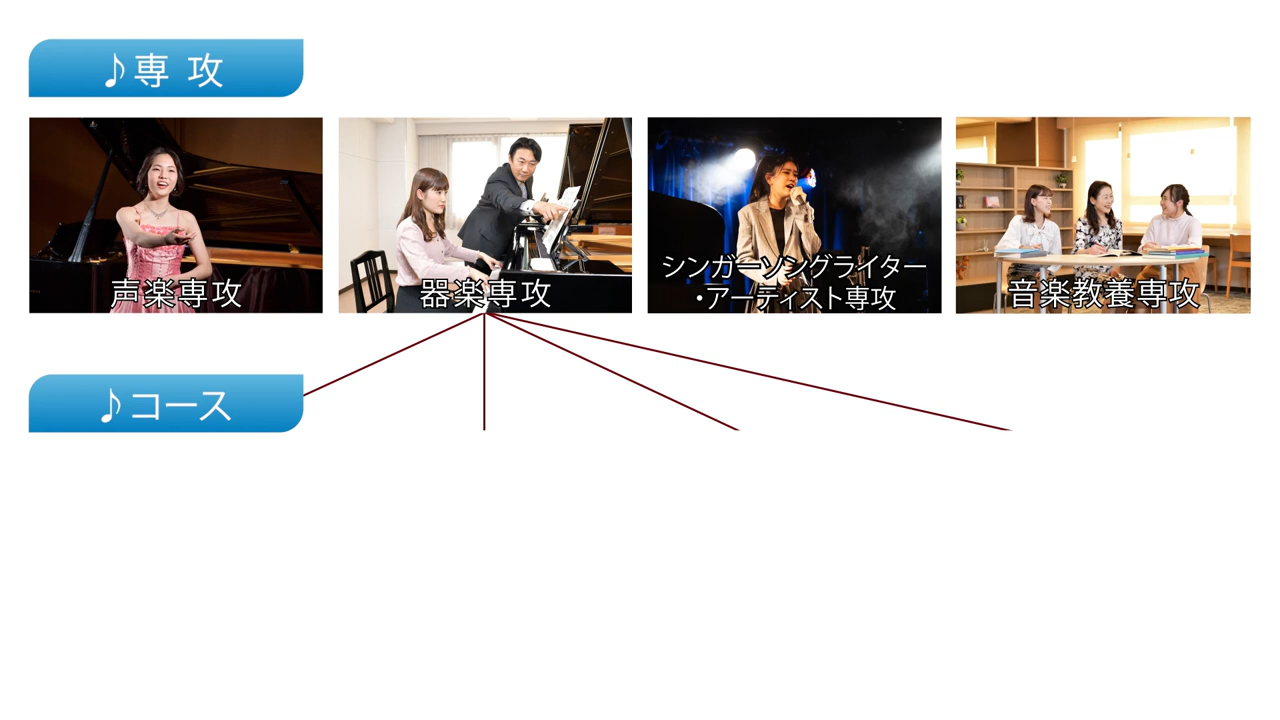 ♪専 攻
声楽専攻
器楽専攻
シンガーソングライター
・アーティスト専攻
音楽教養専攻
♪コース